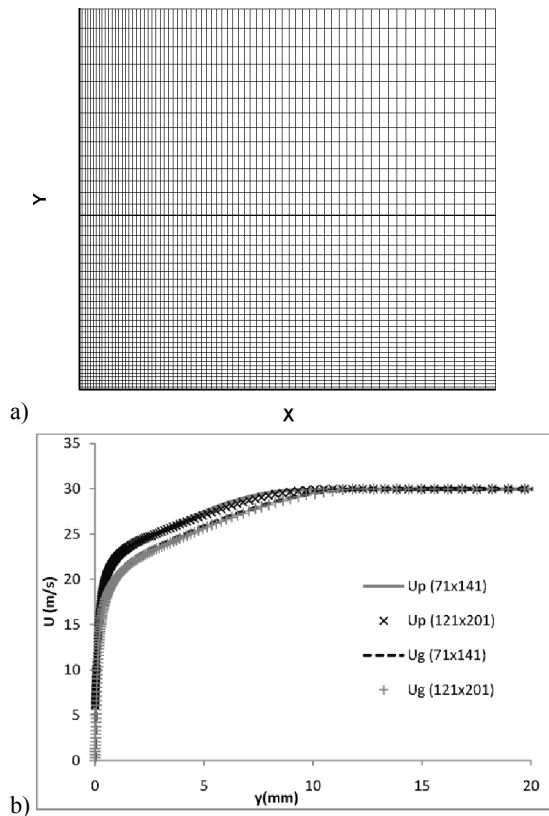 Y
a)
X
35
30
25
20
15
10
5
0
U (m/s)
Up (71x141)
Up (121x201)
Ug (71x141)
Ug (121x201)
0 5 10 15 20
y(mm)
b)